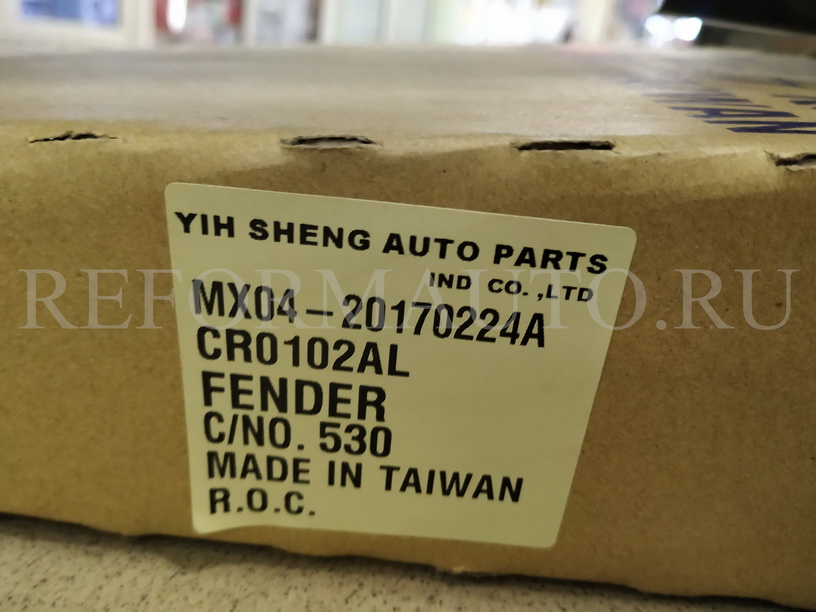 YIH SHENG AUTO PARTS
IND CO.,LTD
MX04-20170224A
CR0102AL
FENDER
C/NO. 530
MADE IN TAIWAN
R.O.C.
REFORMAUTO.RU